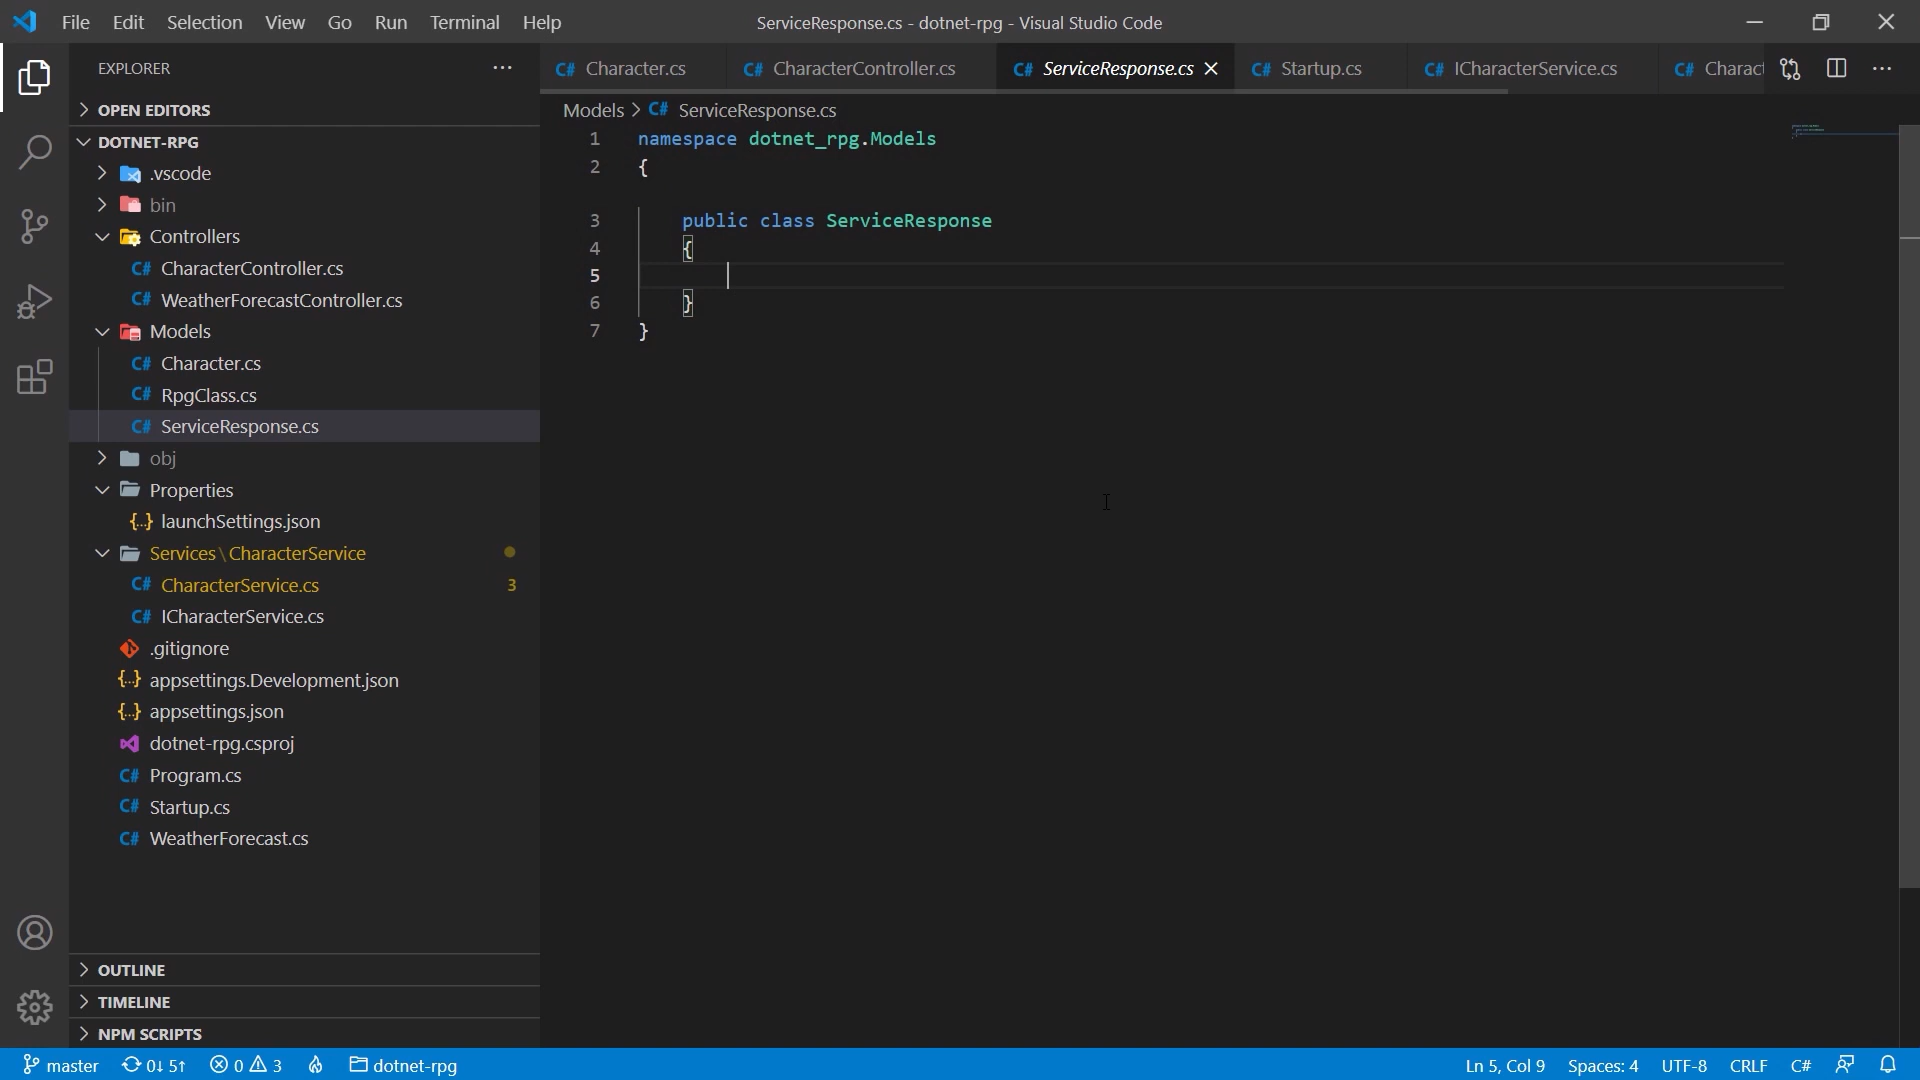 File Edit Selection View Go Run Terminal Help
ServiceResponse.cs - dotnet-rpg - Visual Studio Code
EXPLORER
OPEN EDITORS
DOTNET-RPG
.vscode
bin
Controllers
C# CharacterController.cs
C# WeatherForecastController.cs
Models
C# Character.cs
C# RpgClass.cs
C# ServiceResponse.cs
obj
Properties
{..} launchSettings.json
Services\CharacterService
C# CharacterService.cs 3
C# ICharacterService.cs
.gitignore
{..} appsettings.Development.json
{..} appsettings.json
dotnet-rpg.csproj
C# Program.cs
C# Startup.cs
C# WeatherForecast.cs
OUTLINE
TIMELINE
NPM SCRIPTS
C# Character.cs C# CharacterController.cs C# ServiceResponse.cs C# Startup.cs C# ICharacterService.cs C# Charact
Models > C# ServiceResponse.cs
1 namespace dotnet_rpg.Models
2 {
3 public class ServiceResponse
4 {
5
6 }
7 }
master 0↓ 5↑ 0 3 dotnet-rpg Ln 5, Col 9 Spaces: 4 UTF-8 CRLF C#